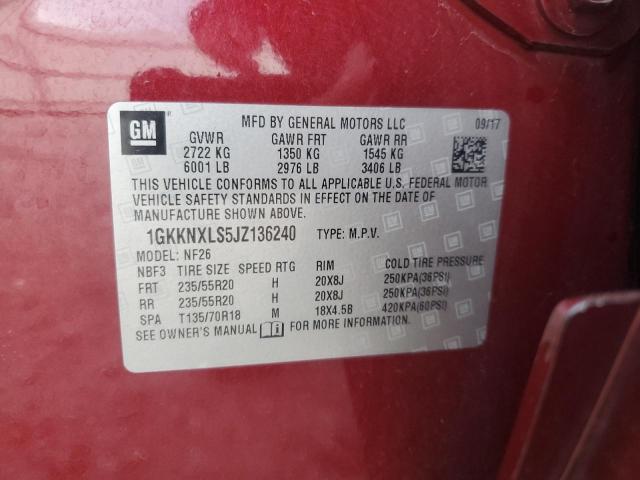 GM
MFD BY GENERAL MOTORS LLC 09/17
GVWR GAWR FRT GAWR RR
2722 KG 1350 KG 1545 KG
6001 LB 2976 LB 3406 LB
THIS VEHICLE CONFORMS TO ALL APPLICABLE U.S. FEDERAL MOTOR
VEHICLE SAFETY STANDARDS IN EFFECT ON THE DATE OF
MANUFACTURE SHOWN ABOVE.
1GKKNXLS5JZ136240 TYPE: M.P.V.
MODEL: NF26
NBF3 TIRE SIZE SPEED RTG RIM COLD TIRE PRESSURE
FRT 235/55R20 H 20X8J 250KPA(36PSI)
RR 235/55R20 H 20X8J 250KPA(36PSI)
SPA T135/70R18 M 18X4.5B 420KPA(60PSI)
SEE OWNER'S MANUAL FOR MORE INFORMATION.